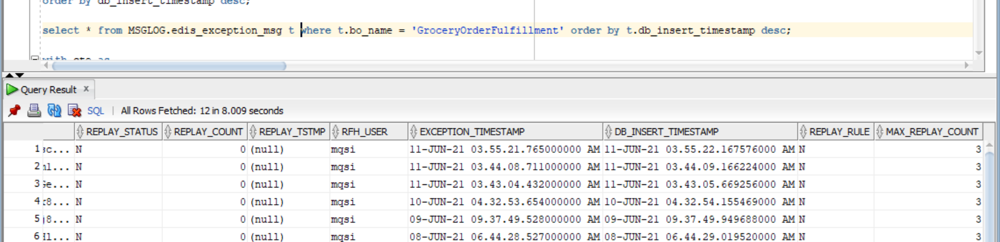 order by db_insert_timestamp desc;
select * from MSGLOG.edis_exception_msg t where t.bo_name = 'GroceryOrderFulfillment' order by t.db_insert_timestamp desc;
with cte as
Query Result x
SQL | All Rows Fetched: 12 in 8.009 seconds
REPLAY_STATUS REPLAY_COUNT REPLAY_TSTMP RFH_USER EXCEPTION_TIMESTAMP DB_INSERT_TIMESTAMP REPLAY_RULE MAX_REPLAY_COUNT
1 c... N 0 (null) mqsi 11-JUN-21 03.55.21.765000000 AM 11-JUN-21 03.55.22.167576000 AM N 3
2 l... N 0 (null) mqsi 11-JUN-21 03.44.08.711000000 AM 11-JUN-21 03.44.09.166224000 AM N 3
3 e... N 0 (null) mqsi 11-JUN-21 03.43.04.432000000 AM 11-JUN-21 03.43.05.669256000 AM N 3
4 8... N 0 (null) mqsi 10-JUN-21 04.32.53.654000000 AM 10-JUN-21 04.32.54.155469000 AM N 3
5 8... N 0 (null) mqsi 09-JUN-21 09.37.49.528000000 AM 09-JUN-21 09.37.49.949688000 AM N 3
6 l... N 0 (null) mqsi 08-JUN-21 06.44.28.527000000 AM 08-JUN-21 06.44.29.019520000 AM N 3